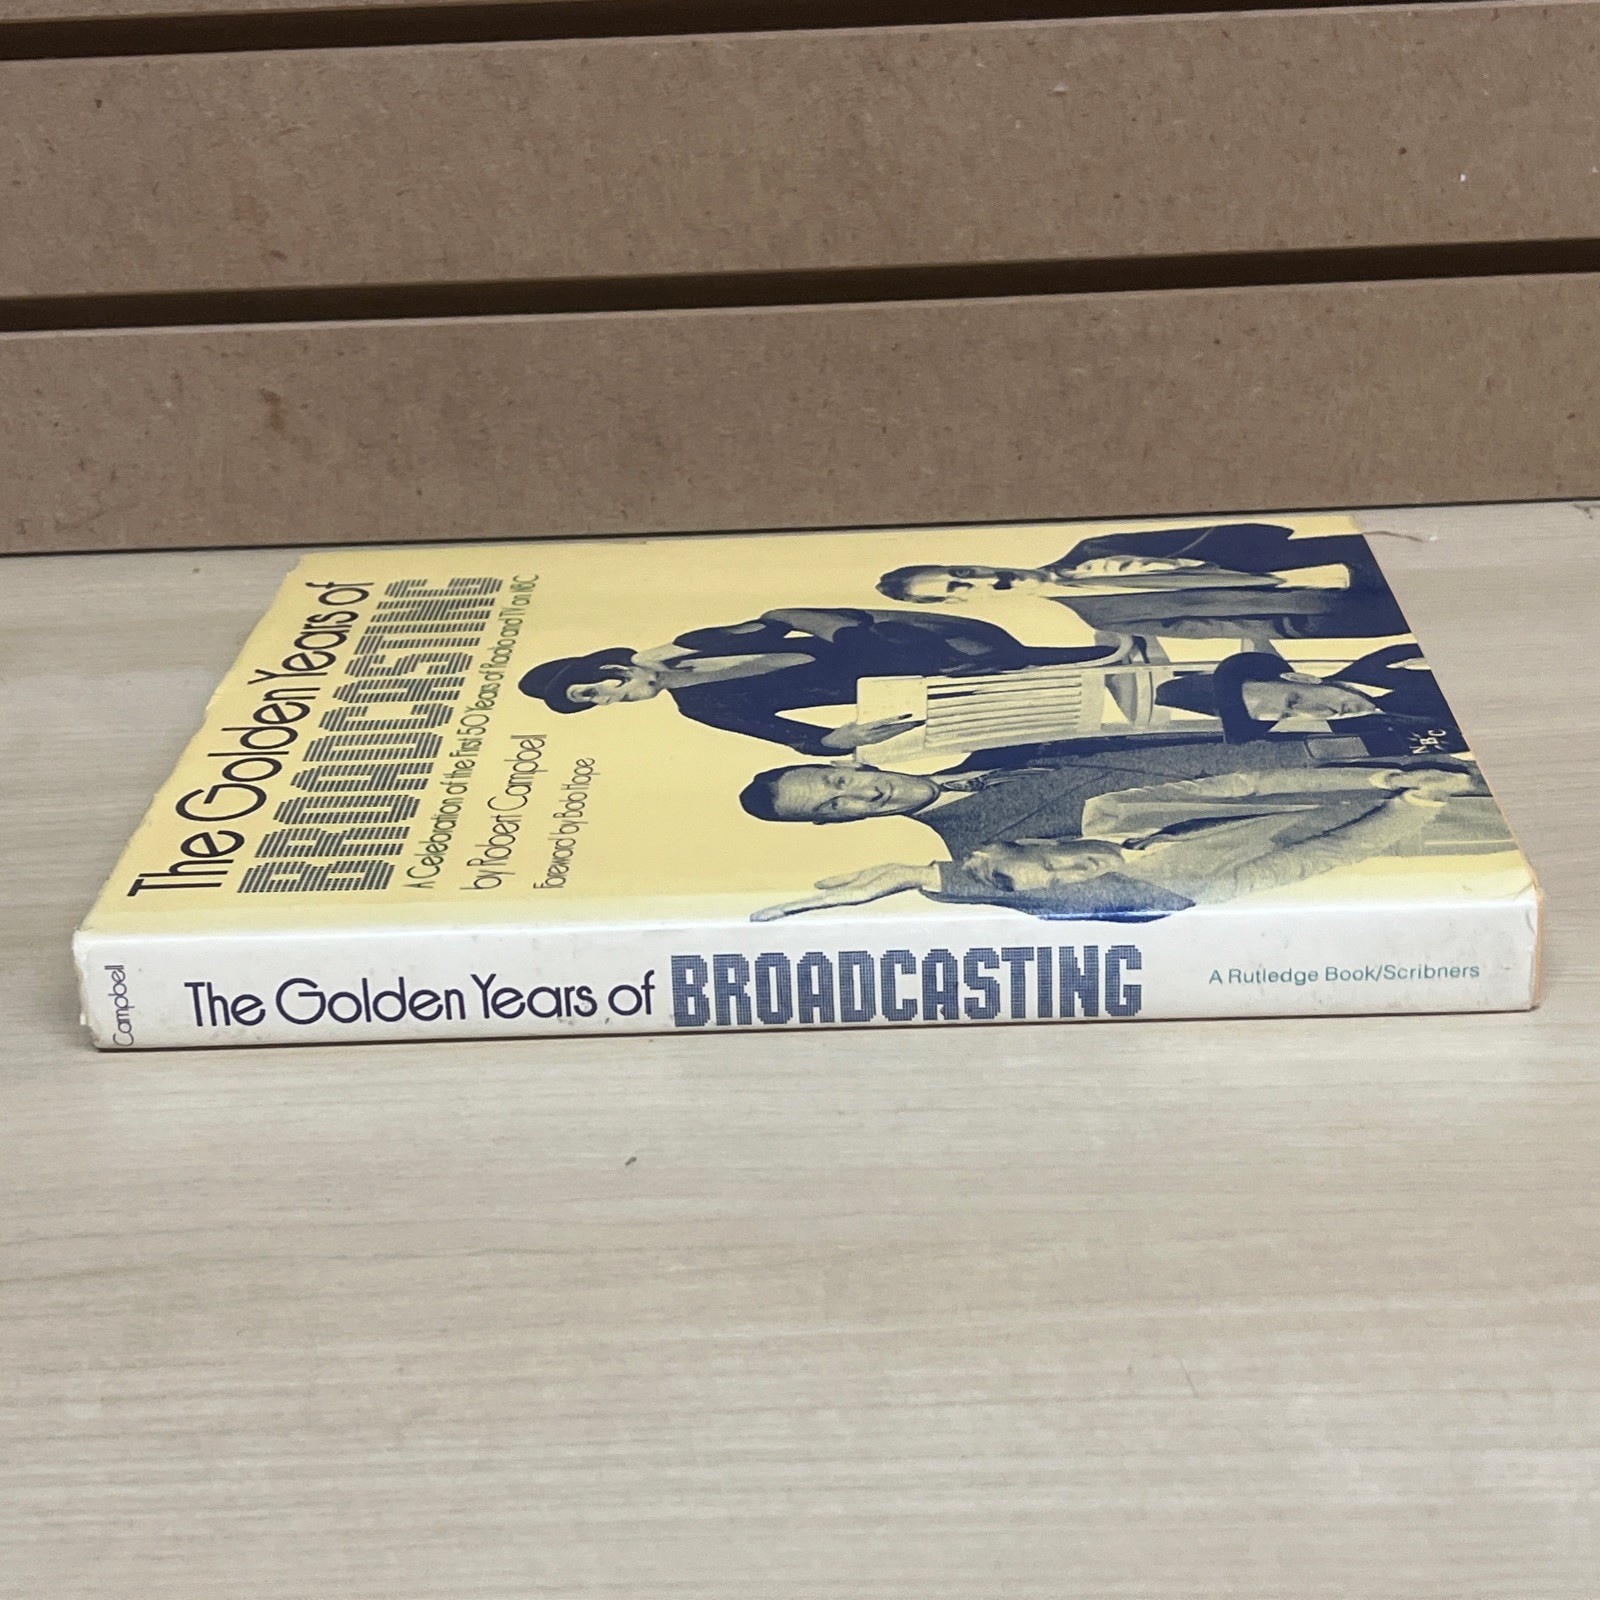 The Golden Years of
BROADCASTING
A Celebration of the First 50 Years of Radio and TV on NBC
by Robert Campbell
Foreword by Bob Hope
NBC
Campbell
The Golden Years of BROADCASTING
A Rutledge Book/Scribners